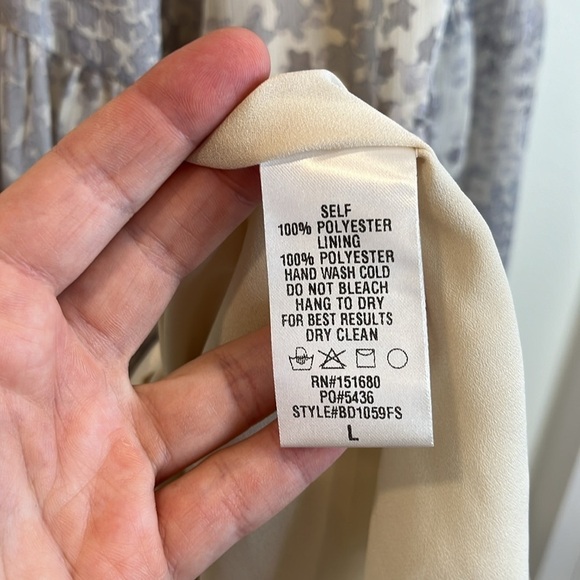 SELF
100% POLYESTER
LINING
100% POLYESTER
HAND WASH COLD
DO NOT BLEACH
HANG TO DRY
FOR BEST RESULTS
DRY CLEAN
RN#151680
PO#5436
STYLE#BD1059FS
L